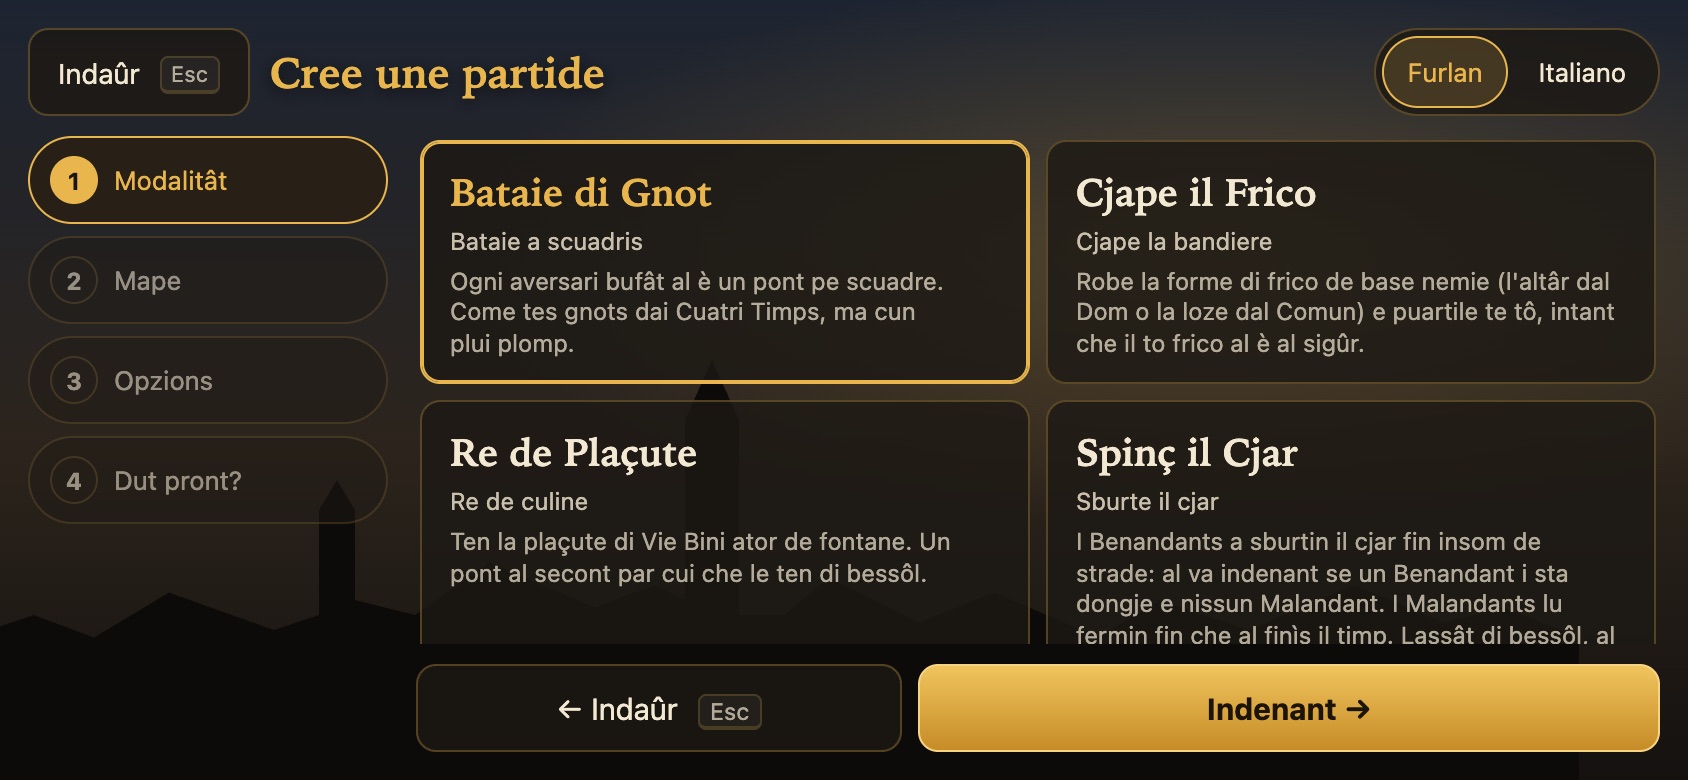 Indaûr Esc
Cree une partide
Furlan
Italiano
1 Modalitât
2 Mape
3 Opzions
4 Dut pront?
Bataie di Gnot
Bataie a scuadris
Ogni aversari bufât al è un pont pe scuadre.
Come tes gnots dai Cuatri Timps, ma cun
plui plomp.
Cjape il Frico
Cjape la bandiere
Robe la forme di frico de base nemie (l'altâr dal
Dom o la loze dal Comun) e puartile te tô, intant
che il to frico al è al sigûr.
Re de Plaçute
Re de culine
Ten la plaçute di Vie Bini ator de fontane. Un
pont al secont par cui che le ten di bessôl.
Spinç il Cjar
Sburte il cjar
I Benandants a sburtin il cjar fin insom de
strade: al va indenant se un Benandant i sta
dongje e nissun Malandant. I Malandants lu
fermin fin che al finìs il timp. Lassât di bessôl, al
← Indaûr Esc
Indenant →